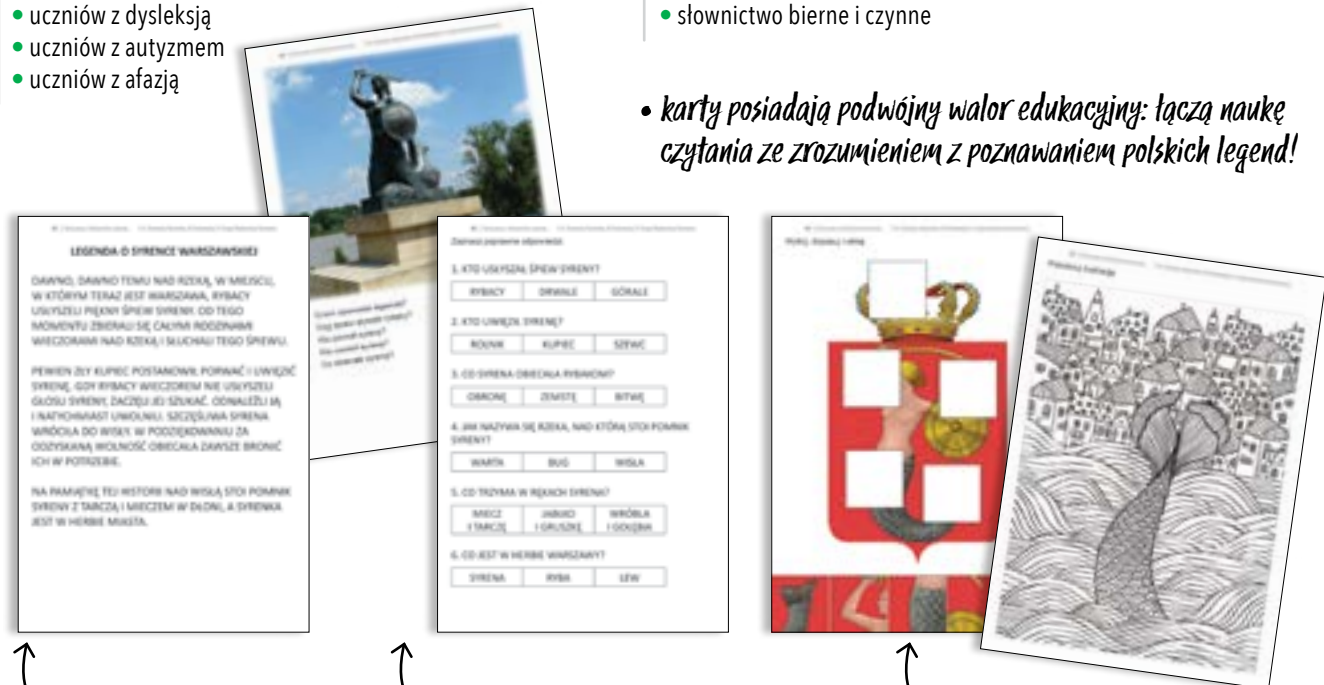 • uczniów z dysleksją
• uczniów z autyzmem
• uczniów z afazją
• słownictwo bierne i czynne
• karty posiadają podwójny walor edukacyjny: łączą naukę
czytania ze zrozumieniem z poznawaniem polskich legend!
LEGENDA O SYRENCE WARSZAWSKIEJ
DAWNO, DAWNO TEMU NAD RZEKĄ, W MIEJSCU,
W KTÓRYM TERAZ JEST WARSZAWA, RYBACY
USŁYSZELI PIĘKNY ŚPIEW SYRENY. OD TEGO
MOMENTU ZBIERALI SIĘ CAŁYMI RODZINAMI
WIECZORAMI NAD RZEKĄ I SŁUCHALI TEGO ŚPIEWU.
PEWIEN ZŁY KUPIEC POSTANOWIŁ PORWAĆ I UWIĘZIĆ
SYRENĘ. GDY RYBACY WIECZOREM NIE USŁYSZELI
GŁOSU SYRENY, ZACZĘLI JEJ SZUKAĆ. ODNALEŹLI JĄ
I NATYCHMIAST UWOLNILI. SZCZĘŚLIWA SYRENA
WRÓCIŁA DO WISŁY. W PODZIĘKOWANIU ZA
ODZYSKANĄ WOLNOŚĆ OBIECAŁA ZAWSZE BRONIĆ
ICH W POTRZEBIE.
NA PAMIĄTKĘ TEJ HISTORII NAD WISŁĄ STOI POMNIK
SYRENY Z TARCZĄ I MIECZEM W DŁONI, A SYRENKA
JEST W HERBIE MIASTA.
Zaznacz poprawne odpowiedzi.
1. KTO USŁYSZAŁ ŚPIEW SYRENY?
RYBACY DRWALE GÓRALE
2. KTO UWIĘZIŁ SYRENĘ?
ROLNIK KUPIEC SZEWC
3. CO SYRENA OBIECAŁA RYBAKOM?
OBRONĘ ZEMSTĘ BITWĘ
4. JAK NAZYWA SIĘ RZEKA, NAD KTÓRĄ STOI POMNIK
SYRENY?
WARTA BUG WISŁA
5. CO TRZYMA W RĘKACH SYRENA?
MIECZ JABŁKO WRÓBLA
I TARCZĘ I GRUSZKĘ I GOŁĘBIA
6. CO JEST W HERBIE WARSZAWY?
SYRENA RYBA LEW